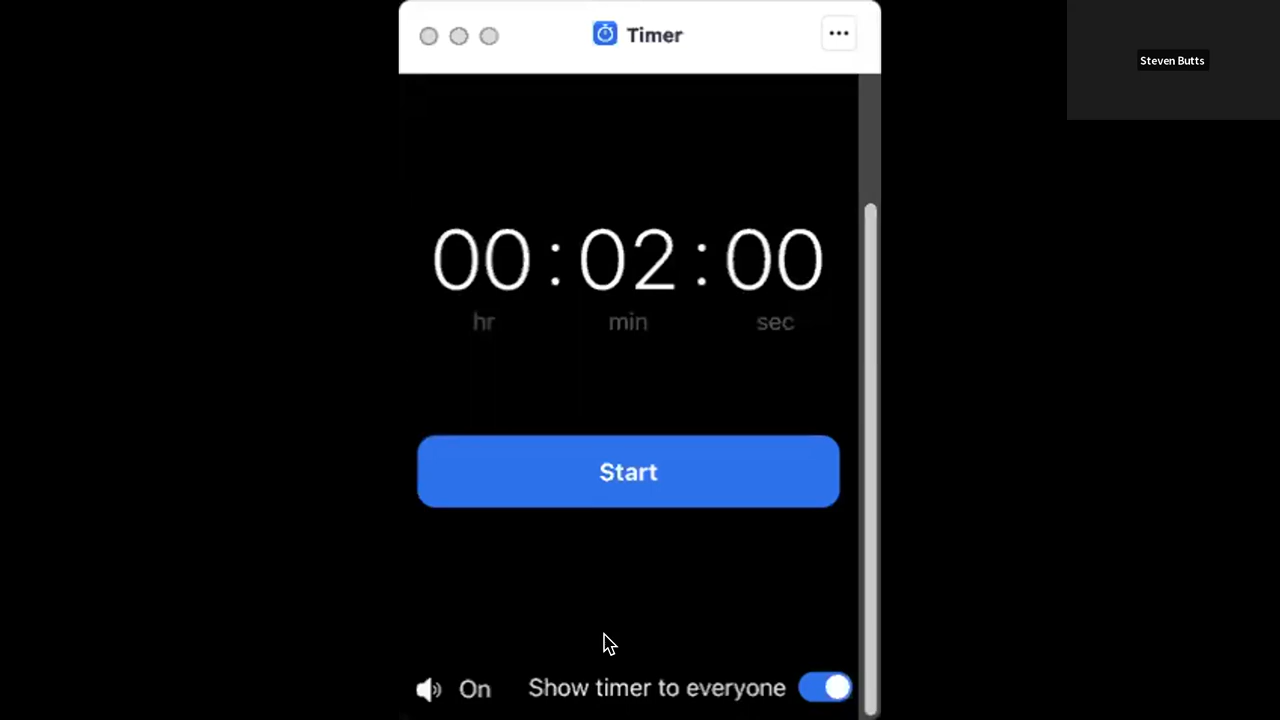 Timer
Steven Butts
00:02:00
hr min sec
Start
On Show timer to everyone